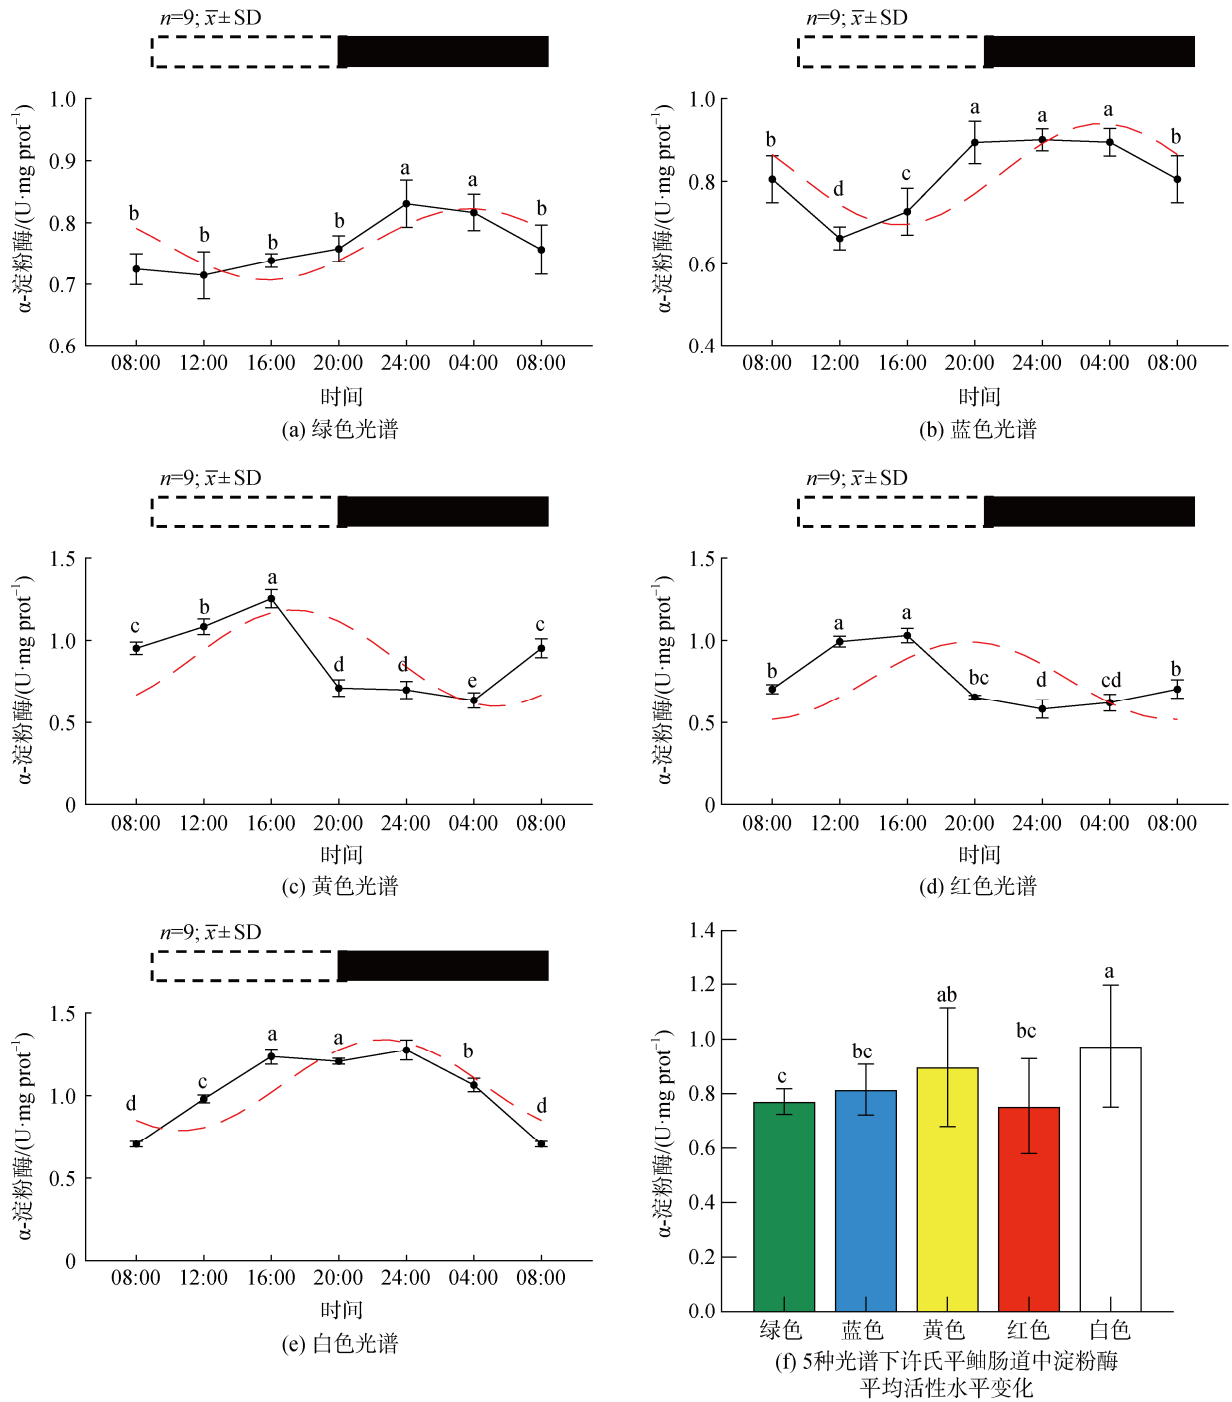 n=9; x̅±SD
α-淀粉酶/(U·mg prot⁻¹)
1.0
0.9
0.8
0.7
0.6
b b b b a a b
08:00 12:00 16:00 20:00 24:00 04:00 08:00
时间
(a) 绿色光谱
n=9; x̅±SD
α-淀粉酶/(U·mg prot⁻¹)
1.0
0.8
0.6
0.4
b d c a a a b
08:00 12:00 16:00 20:00 24:00 04:00 08:00
时间
(b) 蓝色光谱
n=9; x̅±SD
α-淀粉酶/(U·mg prot⁻¹)
1.5
1.0
0.5
0
c b a d d e c
08:00 12:00 16:00 20:00 24:00 04:00 08:00
时间
(c) 黄色光谱
n=9; x̅±SD
α-淀粉酶/(U·mg prot⁻¹)
1.5
1.0
0.5
0
b a a bc d cd b
08:00 12:00 16:00 20:00 24:00 04:00 08:00
时间
(d) 红色光谱
n=9; x̅±SD
α-淀粉酶/(U·mg prot⁻¹)
1.5
1.0
0.5
0
d c a a b d
08:00 12:00 16:00 20:00 24:00 04:00 08:00
时间
(e) 白色光谱
α-淀粉酶/(U·mg prot⁻¹)
1.4
1.2
1.0
0.8
0.6
0.4
0.2
0.0
c bc ab bc a
绿色 蓝色 黄色 红色 白色
(f) 5种光谱下许氏平鲉肠道中淀粉酶
平均活性水平变化